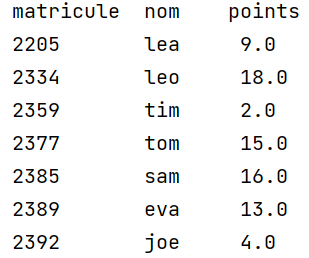 matricule nom points
2205 lea 9.0
2334 leo 18.0
2359 tim 2.0
2377 tom 15.0
2385 sam 16.0
2389 eva 13.0
2392 joe 4.0